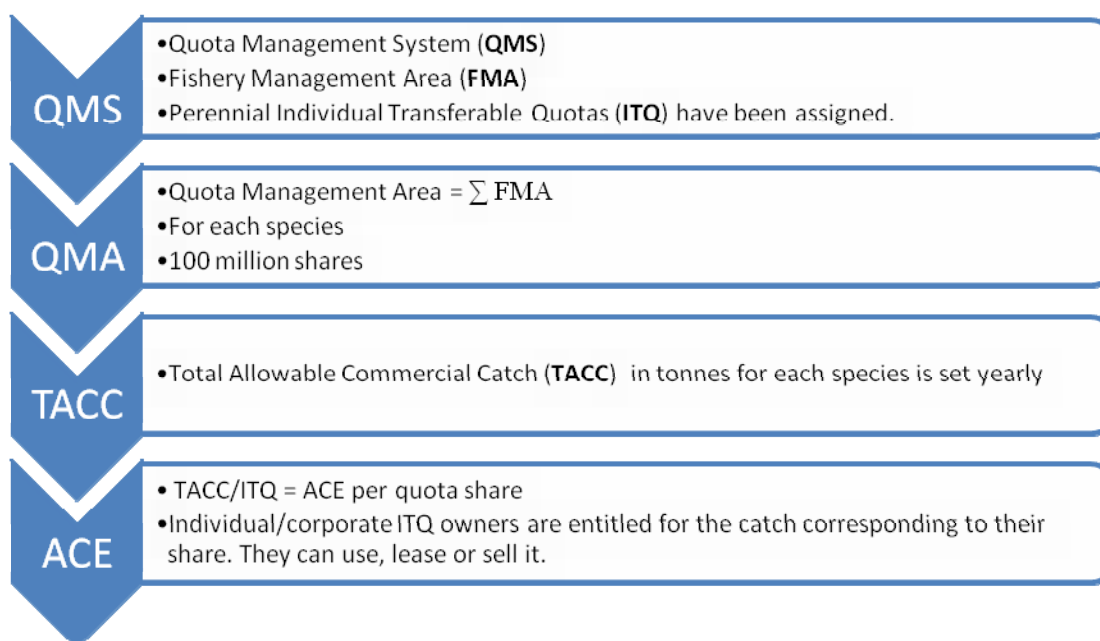 QMS
•Quota Management System (QMS)
•Fishery Management Area (FMA)
•Perennial Individual Transferable Quotas (ITQ) have been assigned.
QMA
•Quota Management Area = ∑ FMA
•For each species
•100 million shares
TACC
•Total Allowable Commercial Catch (TACC) in tonnes for each species is set yearly
ACE
• TACC/ITQ = ACE per quota share
•Individual/corporate ITQ owners are entitled for the catch corresponding to their
share. They can use, lease or sell it.